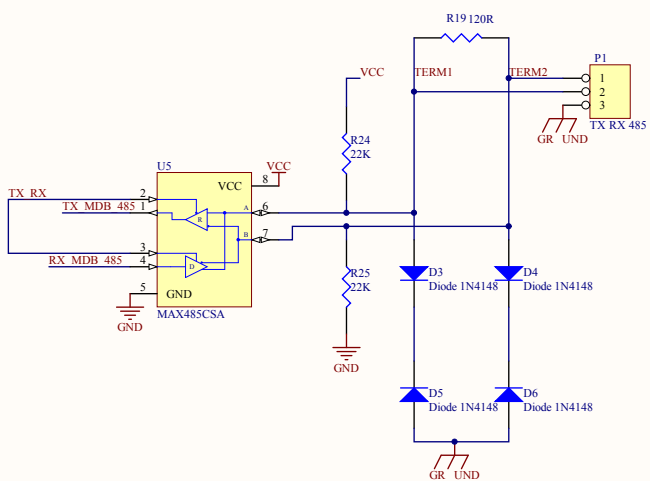 R19 120R
P1
VCC
TERM1
TERM2
1
2
3
TX RX 485
GR UND
R24
22K
U5
VCC
VCC
8
TX RX
2
TX MDB 485
1
R
A
6
B
7
3
RX MDB 485
4
D
5
GND
GND
MAX485CSA
R25
22K
GND
D3
Diode 1N4148
D4
Diode 1N4148
D5
Diode 1N4148
D6
Diode 1N4148
GR UND